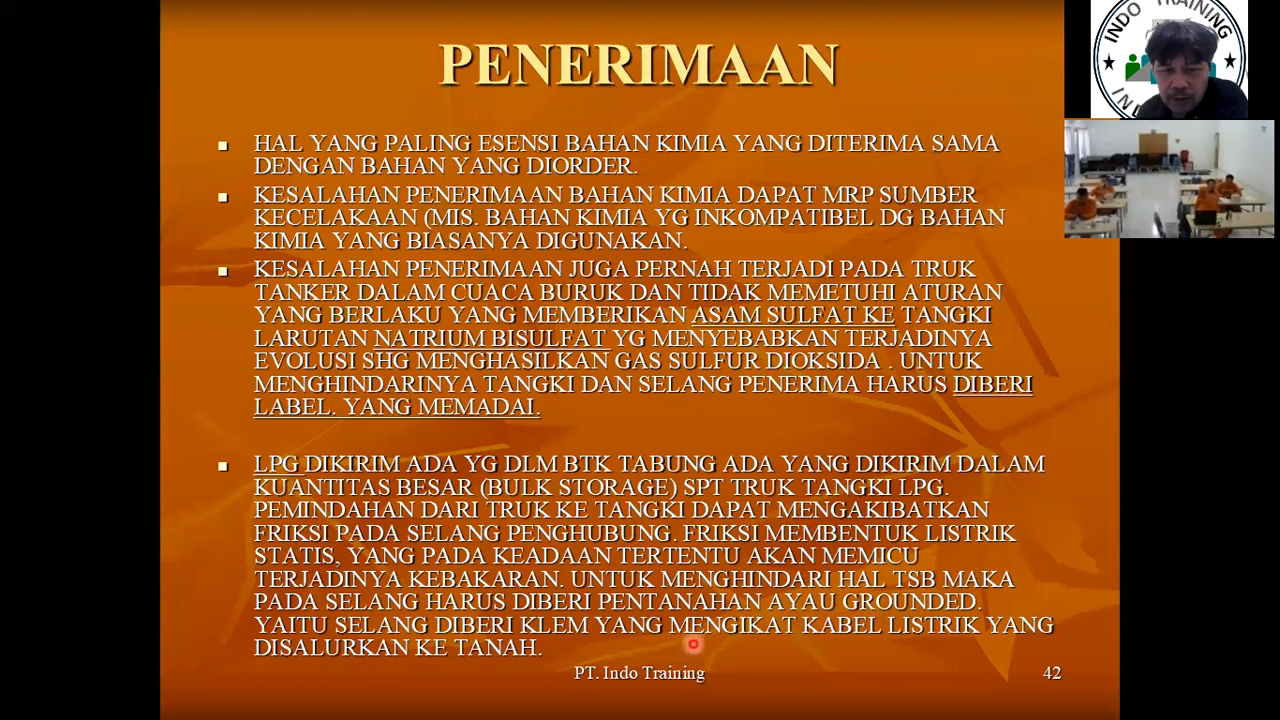 PENERIMAAN
HAL YANG PALING ESENSI BAHAN KIMIA YANG DITERIMA SAMA
DENGAN BAHAN YANG DIORDER.
KESALAHAN PENERIMAAN BAHAN KIMIA DAPAT MRP SUMBER
KECELAKAAN (MIS. BAHAN KIMIA YG INKOMPATIBEL DG BAHAN
KIMIA YANG BIASANYA DIGUNAKAN.
KESALAHAN PENERIMAAN JUGA PERNAH TERJADI PADA TRUK
TANKER DALAM CUACA BURUK DAN TIDAK MEMETUHI ATURAN
YANG BERLAKU YANG MEMBERIKAN ASAM SULFAT KE TANGKI
LARUTAN NATRIUM BISULFAT YG MENYEBABKAN TERJADINYA
EVOLUSI SHG MENGHASILKAN GAS SULFUR DIOKSIDA . UNTUK
MENGHINDARINYA TANGKI DAN SELANG PENERIMA HARUS DIBERI
LABEL. YANG MEMADAI.
LPG DIKIRIM ADA YG DLM BTK TABUNG ADA YANG DIKIRIM DALAM
KUANTITAS BESAR (BULK STORAGE) SPT TRUK TANGKI LPG.
PEMINDAHAN DARI TRUK KE TANGKI DAPAT MENGAKIBATKAN
FRIKSI PADA SELANG PENGHUBUNG. FRIKSI MEMBENTUK LISTRIK
STATIS, YANG PADA KEADAAN TERTENTU AKAN MEMICU
TERJADINYA KEBAKARAN. UNTUK MENGHINDARI HAL TSB MAKA
PADA SELANG HARUS DIBERI PENTANAHAN AYAU GROUNDED.
YAITU SELANG DIBERI KLEM YANG MENGIKAT KABEL LISTRIK YANG
DISALURKAN KE TANAH.
PT. Indo Training
42
INDO TRAINING